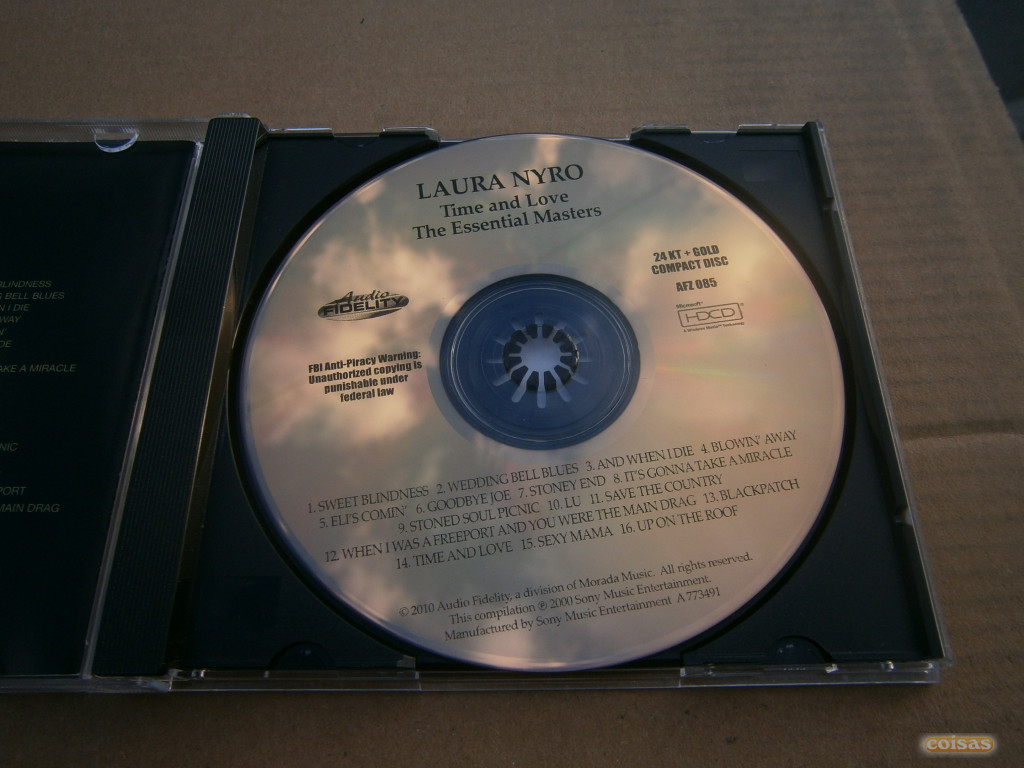 LAURA NYRO
Time and Love
The Essential Masters
24 KT + GOLD
COMPACT DISC
AFZ 085
Audio
FIDELITY
Microsoft®
HDCD®
FBI Anti-Piracy Warning:
Unauthorized copying is
punishable under
federal law
1. SWEET BLINDNESS 2. WEDDING BELL BLUES 3. AND WHEN I DIE 4. BLOWIN' AWAY
5. ELI'S COMIN' 6. GOODBYE JOE 7. STONEY END 8. IT'S GONNA TAKE A MIRACLE
9. STONED SOUL PICNIC 10. LU 11. SAVE THE COUNTRY
12. WHEN I WAS A FREEPORT AND YOU WERE THE MAIN DRAG 13. BLACKPATCH
14. TIME AND LOVE 15. SEXY MAMA 16. UP ON THE ROOF
© 2010 Audio Fidelity, a division of Morada Music. All rights reserved.
This compilation ℗ 2000 Sony Music Entertainment.
Manufactured by Sony Music Entertainment A 773491
BLINDNESS
BELL BLUES
I DIE
AWAY
AKE A MIRACLE
NIC
PORT
MAIN DRAG
coisas